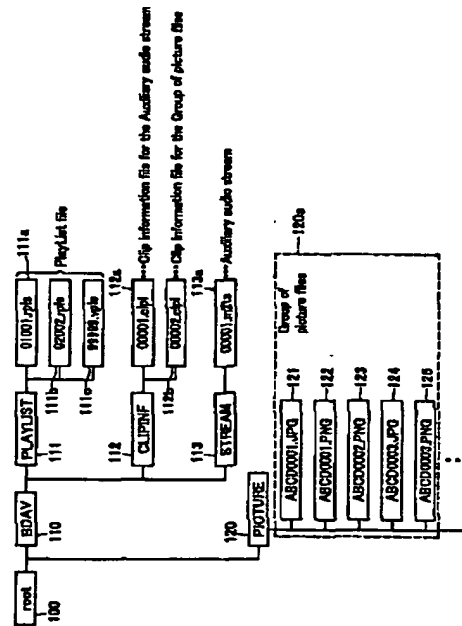 root
100
BDAV
110
PLAYLIST
111
01001.rpls
111a
02002.rpls
111b
111c
PlayList file
CLIPINF
112
00001.clpi
112a
Clip Information file for the Auxiliary audio stream
00002.clpi
112b
Clip Information file for the Group of picture files
STREAM
113
00001.m2ts
113a
Auxiliary audio stream
PICTURE
120
120a
Group of
picture files
ABCD0001.JPG
121
ABCD0001.PNG
122
ABCD0002.PNG
123
ABCD0003.JPG
124
ABCD0003.PNG
125